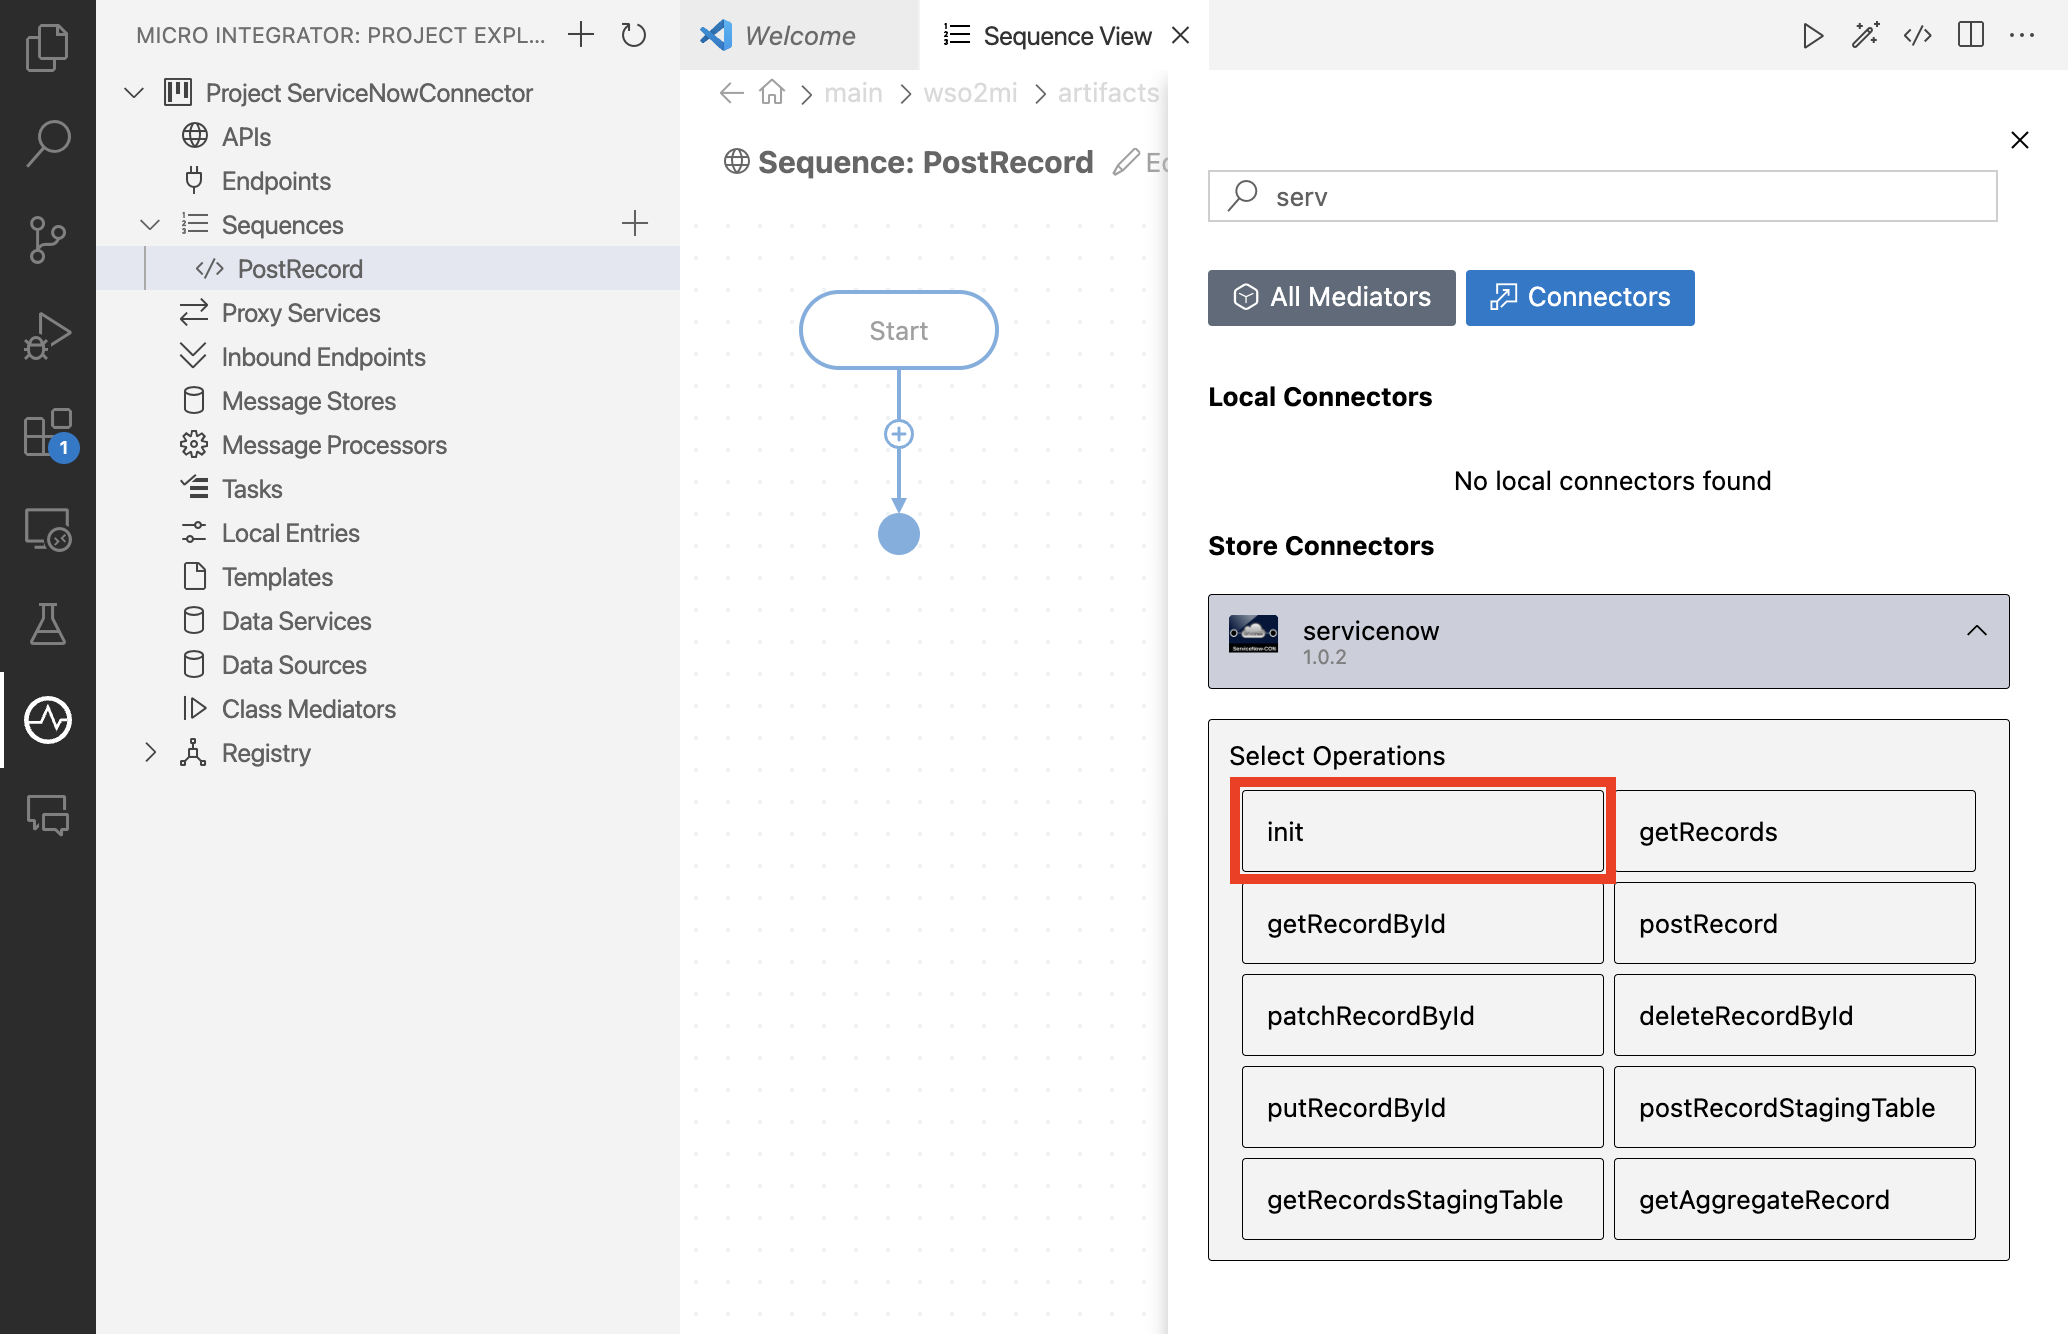 MICRO INTEGRATOR: PROJECT EXPL...
Project ServiceNowConnector
APIs
Endpoints
Sequences
PostRecord
Proxy Services
Inbound Endpoints
Message Stores
Message Processors
Tasks
Local Entries
Templates
Data Services
Data Sources
Class Mediators
Registry
1
Welcome
Sequence View
main > wso2mi > artifacts
Sequence: PostRecord
Ed
Start
serv
All Mediators
Connectors
Local Connectors
No local connectors found
Store Connectors
ServiceNow-CON
servicenow
1.0.2
Select Operations
init
getRecords
getRecordById
postRecord
patchRecordById
deleteRecordById
putRecordById
postRecordStagingTable
getRecordsStagingTable
getAggregateRecord